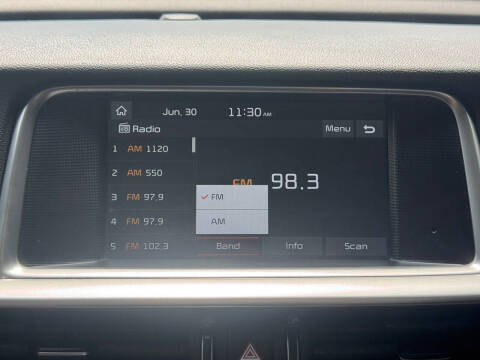 Jun, 30 11:30 AM
Radio Menu
1 AM 1120
2 AM 550
3 FM 97.9
4 FM 97.9
5 FM 102.3
FM 98.3
FM
AM
Band Info Scan